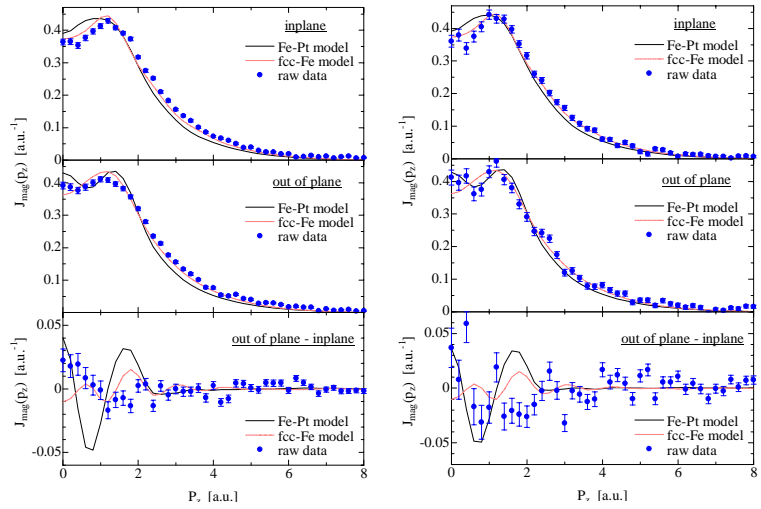 inplane
Fe-Pt model
fcc-Fe model
raw data
0.4
0.3
0.2
0.1
out of plane
Fe-Pt model
fcc-Fe model
raw data
0.4
0.3
0.2
0.1
J_mag(p_z) [a.u.⁻¹]
out of plane - inplane
Fe-Pt model
fcc-Fe model
raw data
0.05
0
-0.05
J_mag(p_z) [a.u.⁻¹]
0 2 4 6 8
P_z [a.u.]
inplane
Fe-Pt model
fcc-Fe model
raw data
0.4
0.3
0.2
0.1
out of plane
Fe-Pt model
fcc-Fe model
raw data
0.4
0.3
0.2
0.1
J_mag(p_z) [a.u.⁻¹]
out of plane - inplane
Fe-Pt model
fcc-Fe model
raw data
0.05
0
-0.05
J_mag(p_z) [a.u.⁻¹]
0 2 4 6 8
P_z [a.u.]